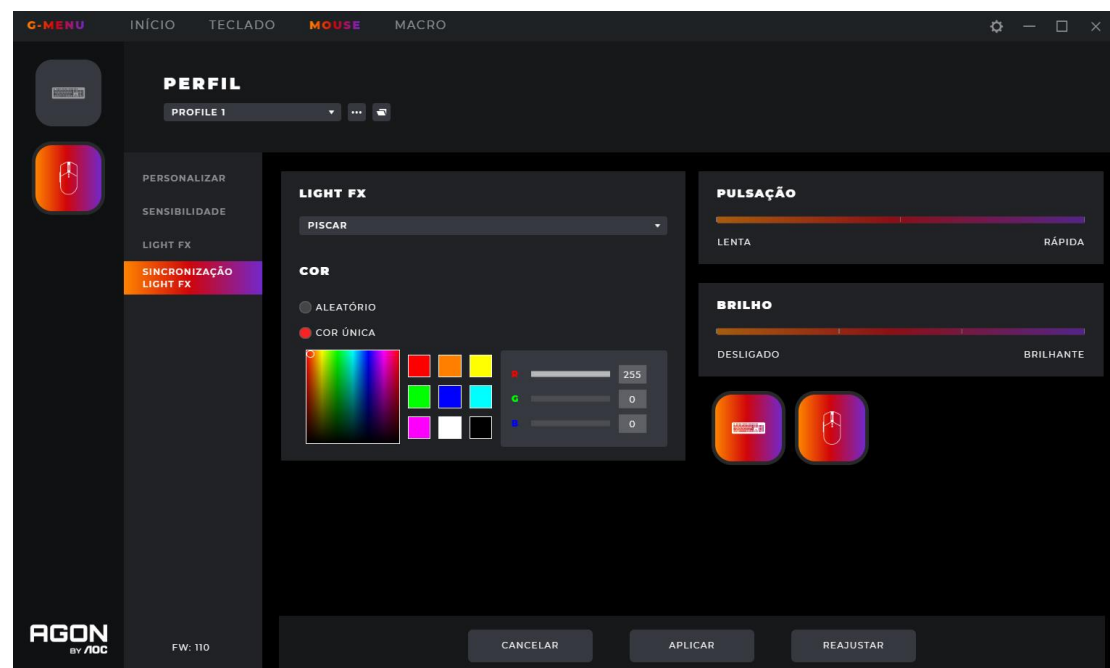 G-MENU INÍCIO TECLADO MOUSE MACRO
PERFIL
PROFILE 1
PERSONALIZAR
SENSIBILIDADE
LIGHT FX
SINCRONIZAÇÃO
LIGHT FX
LIGHT FX
PISCAR
COR
ALEATÓRIO
COR ÚNICA
R 255
G 0
B 0
PULSAÇÃO
LENTA RÁPIDA
BRILHO
DESLIGADO BRILHANTE
AGON
BY AOC
FW: 110
CANCELAR APLICAR REAJUSTAR